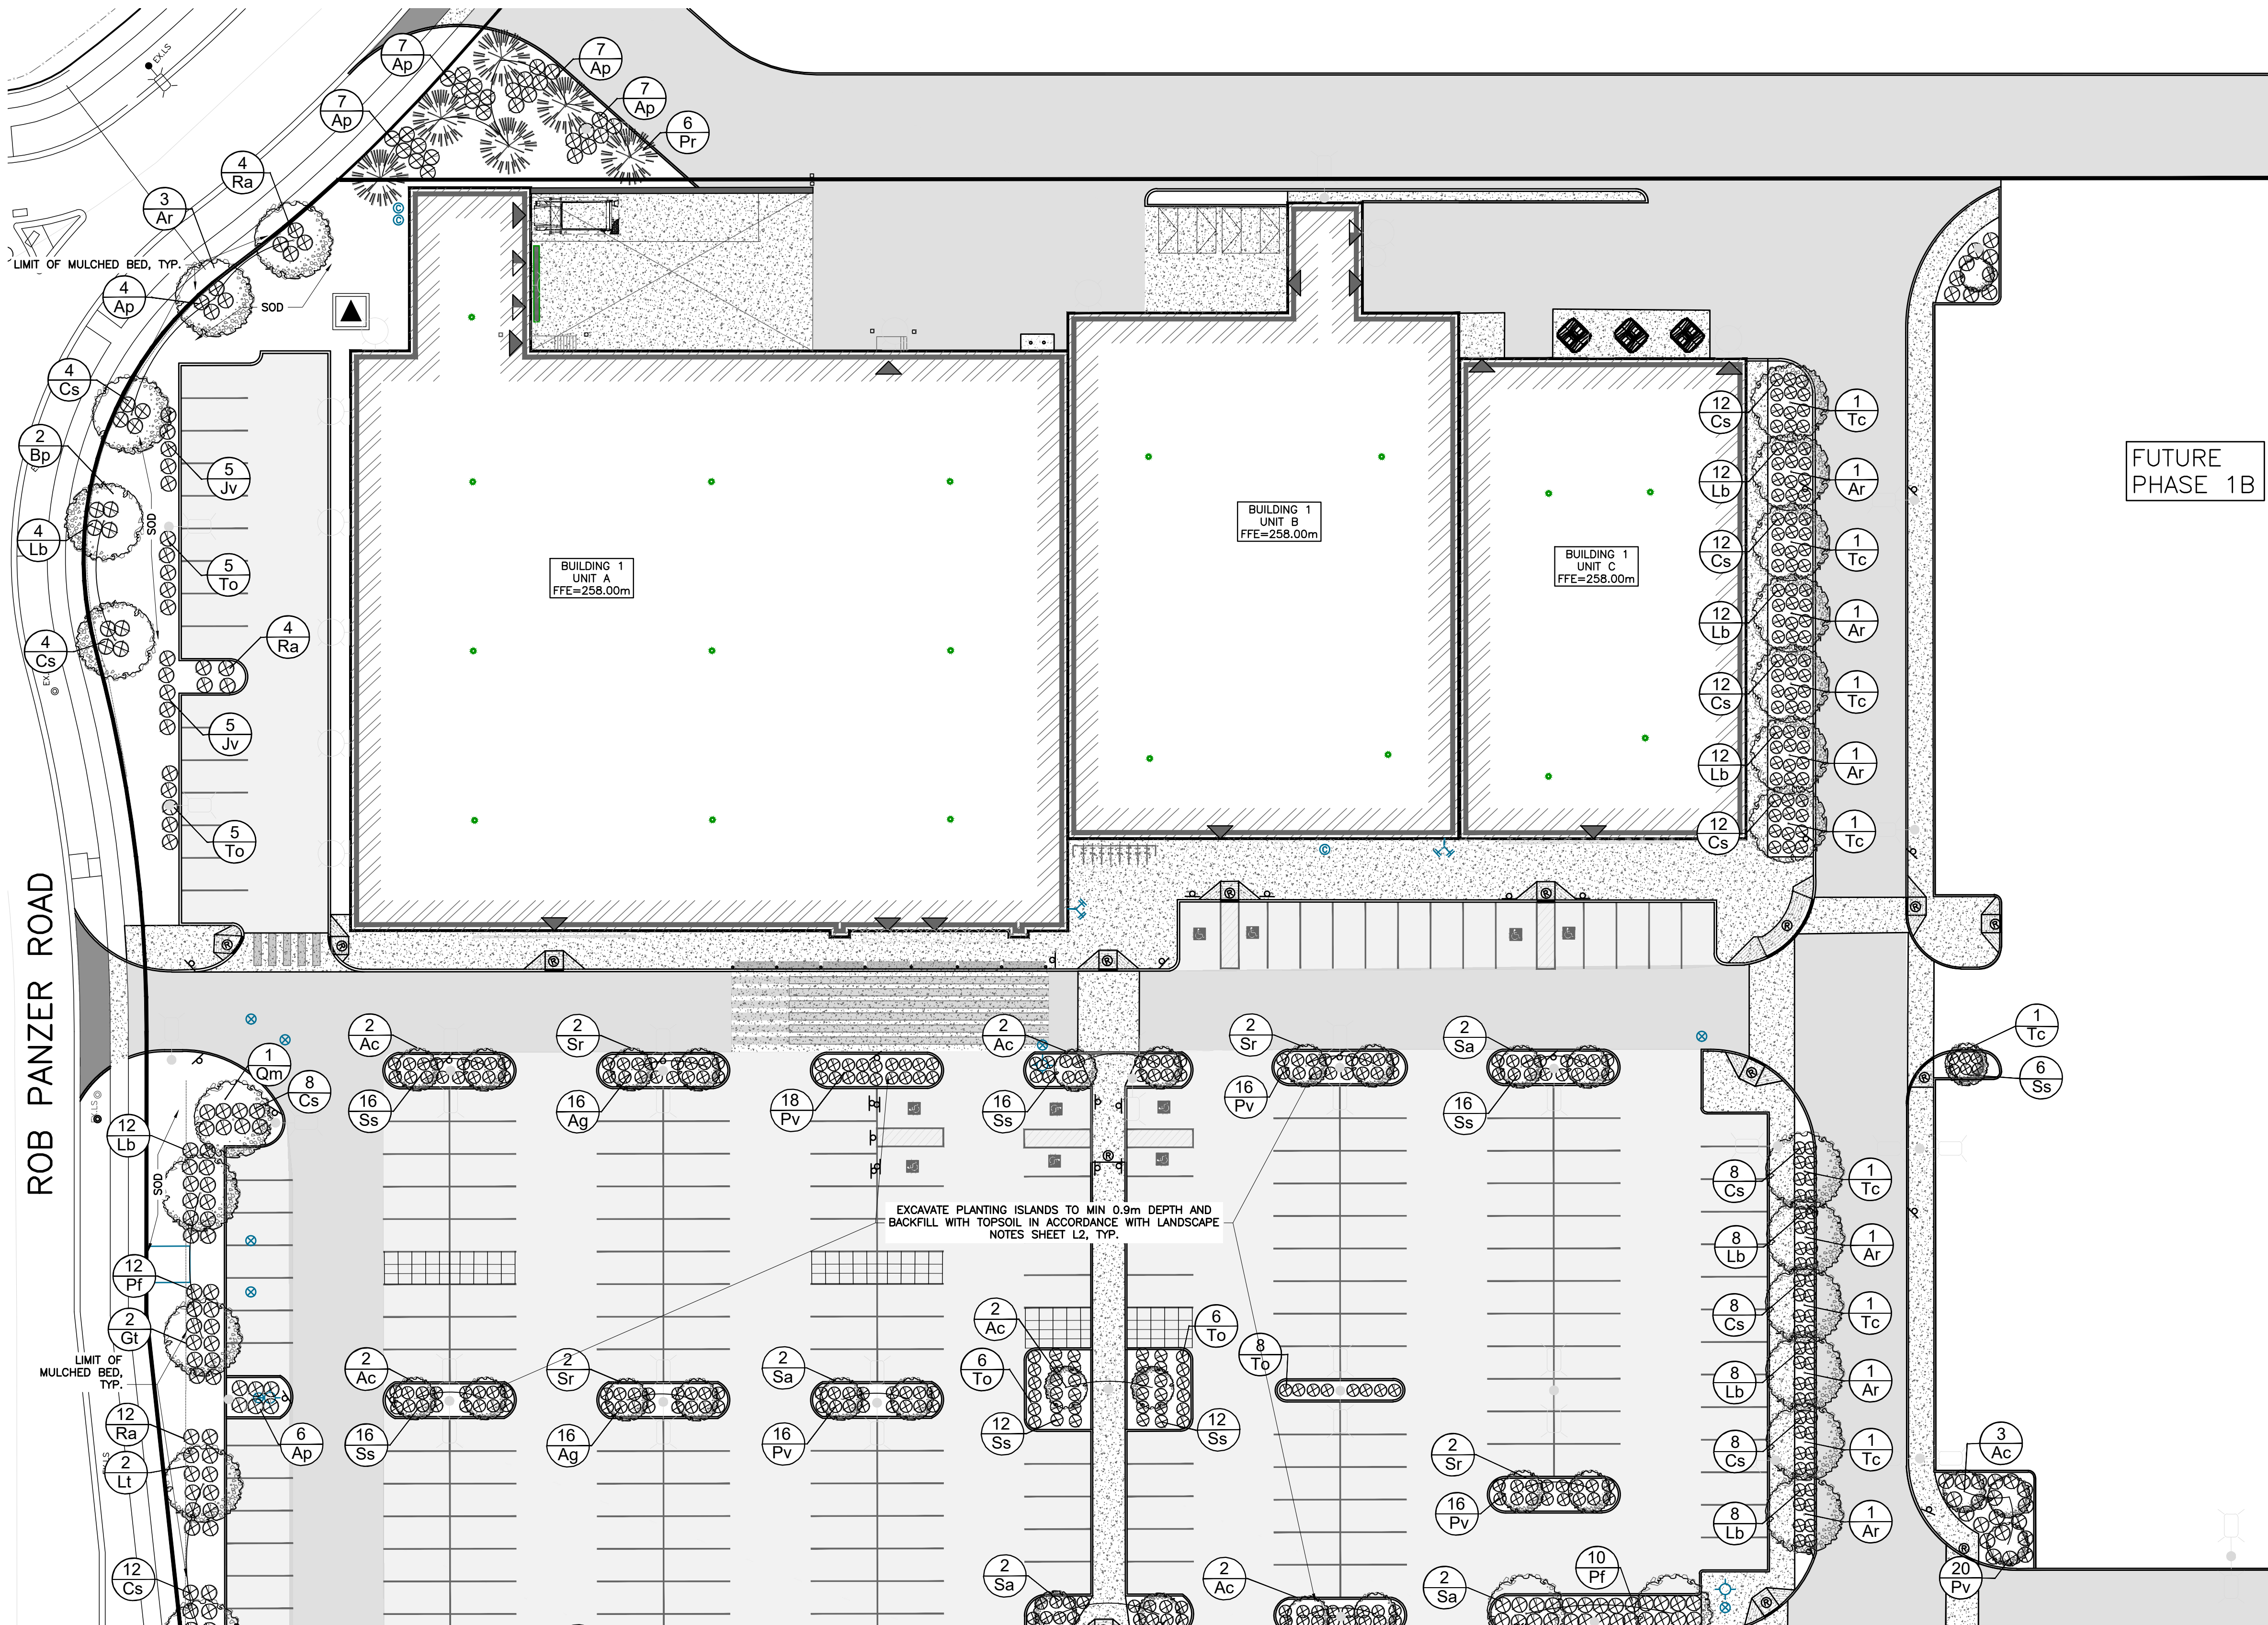 EX.LS
7
Ap
7
Ap
7
Ap
7
Ap
6
Pr
4
Ra
3
Ar
LIMIT OF MULCHED BED, TYP.
SOD
4
Ap
4
Cs
2
Bp
5
Jv
SOD
4
Lb
5
To
4
Cs
4
Ra
5
Jv
5
To
BUILDING 1
UNIT A
FFE=258.00m
BUILDING 1
UNIT B
FFE=258.00m
BUILDING 1
UNIT C
FFE=258.00m
12
Cs
1
Tc
12
Lb
1
Ar
12
Cs
1
Tc
12
Lb
1
Ar
12
Cs
1
Tc
12
Lb
1
Ar
12
Cs
1
Tc
FUTURE
PHASE 1B
ROB PANZER ROAD
2
Ac
2
Sr
2
Ac
2
Sr
2
Sa
1
Tc
1
Qm
8
Cs
16
Ss
16
Ag
18
Pv
16
Ss
16
Pv
16
Ss
6
Ss
12
Lb
SOD
EXCAVATE PLANTING ISLANDS TO MIN 0.9m DEPTH AND
BACKFILL WITH TOPSOIL IN ACCORDANCE WITH LANDSCAPE
NOTES SHEET L2, TYP.
8
Cs
1
Tc
8
Lb
1
Ar
8
Cs
1
Tc
8
Lb
1
Ar
8
Cs
1
Tc
8
Lb
1
Ar
12
Pf
2
Gt
LIMIT OF
MULCHED BED,
TYP.
2
Ac
2
Sr
2
Sa
2
Ac
6
To
6
To
8
To
12
Ra
6
Ap
16
Ss
16
Ag
16
Pv
12
Ss
12
Ss
2
Sr
3
Ac
2
Lt
16
Pv
12
Cs
2
Sa
2
Ac
2
Sa
10
Pf
20
Pv